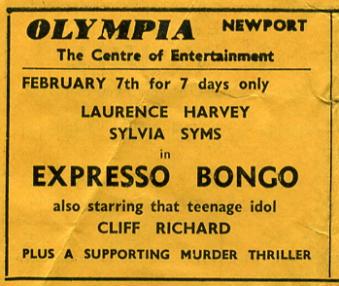 OLYMPIA NEWPORT
The Centre of Entertainment
FEBRUARY 7th for 7 days only
LAURENCE HARVEY
SYLVIA SYMS
in
EXPRESSO BONGO
also starring that teenage idol
CLIFF RICHARD
PLUS A SUPPORTING MURDER THRILLER